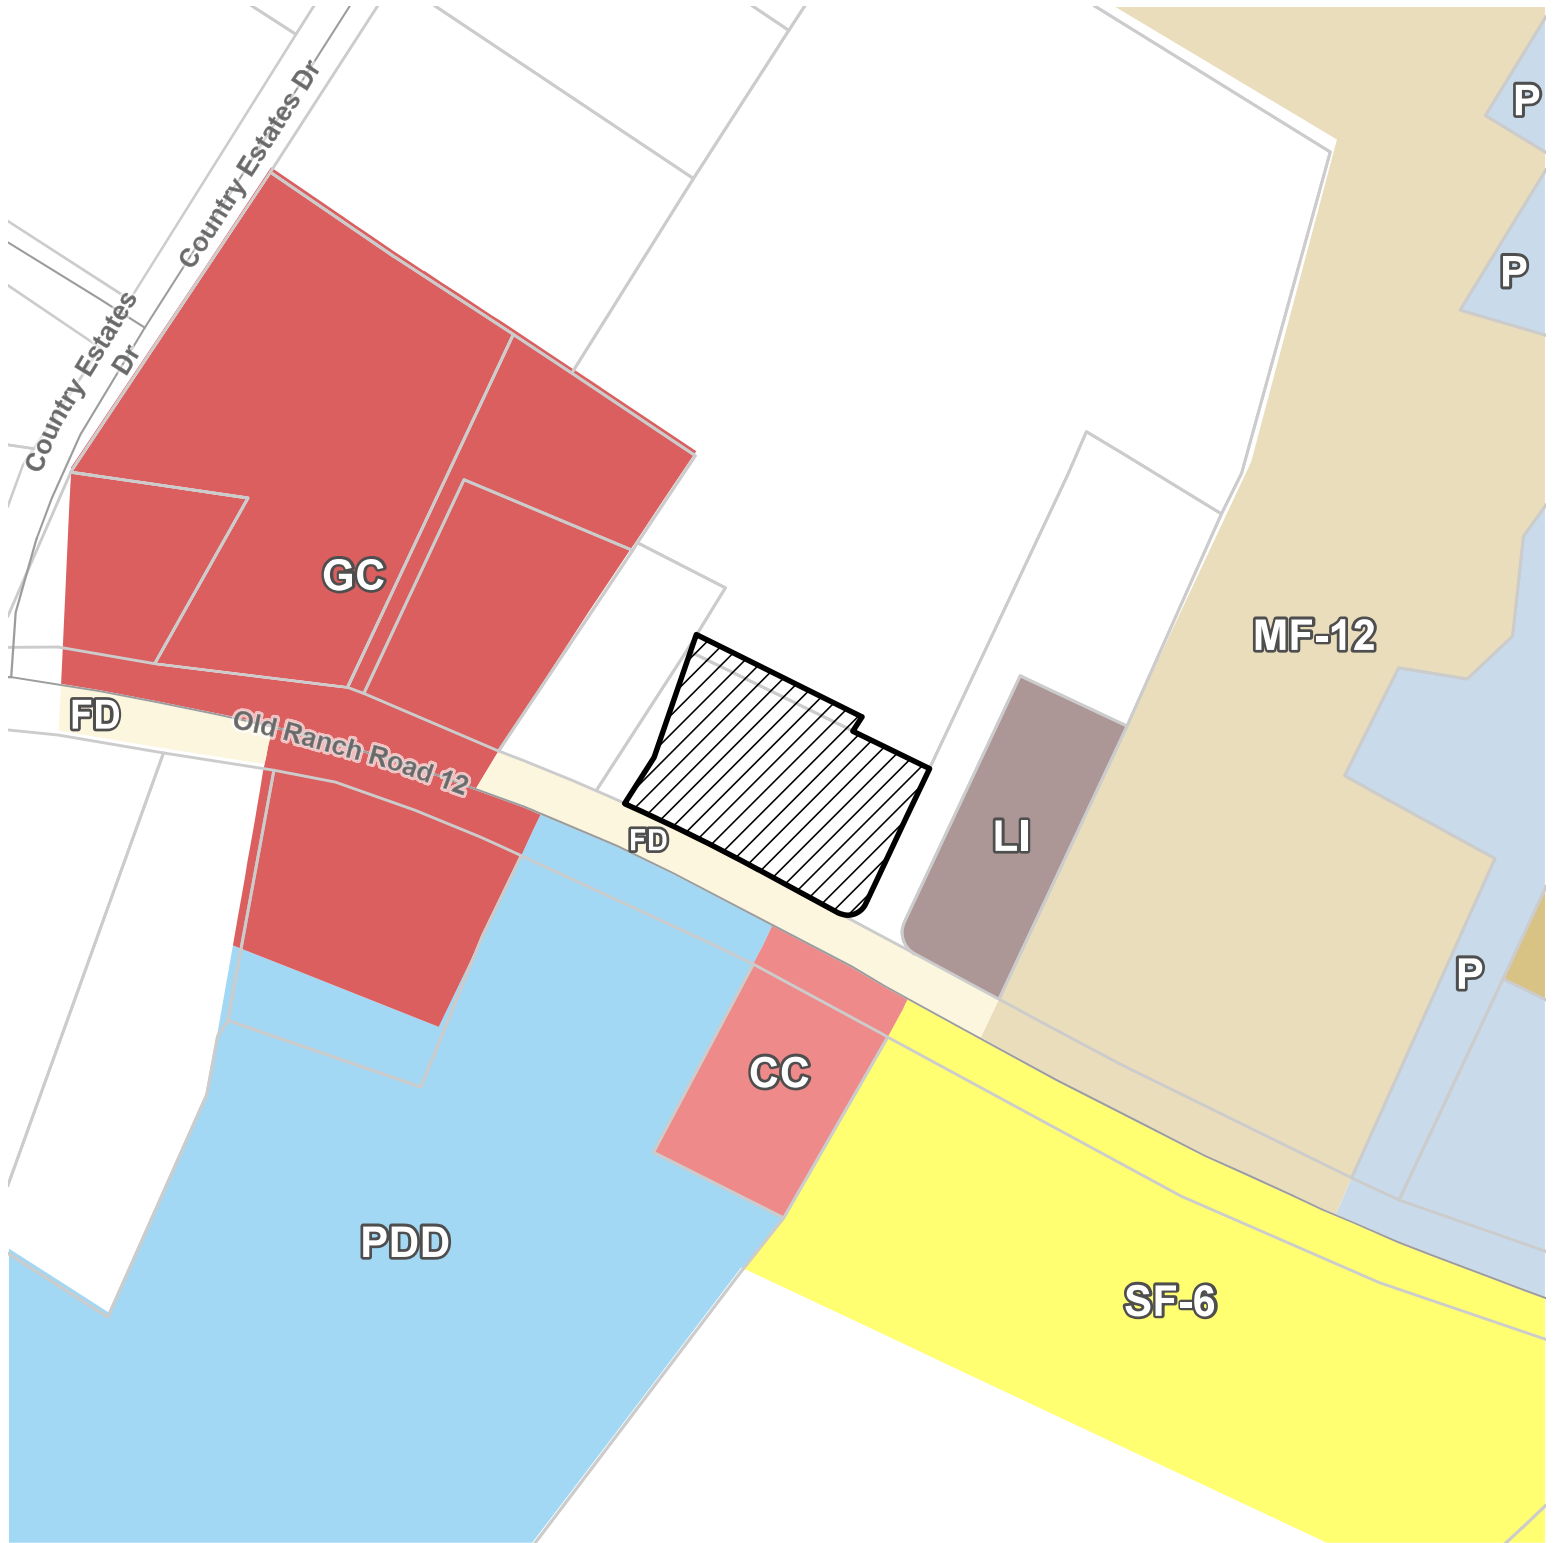 P
Country Estates Dr
P
Country Estates
Dr
GC
MF-12
FD
Old Ranch Road 12
FD
LI
P
CC
PDD
SF-6